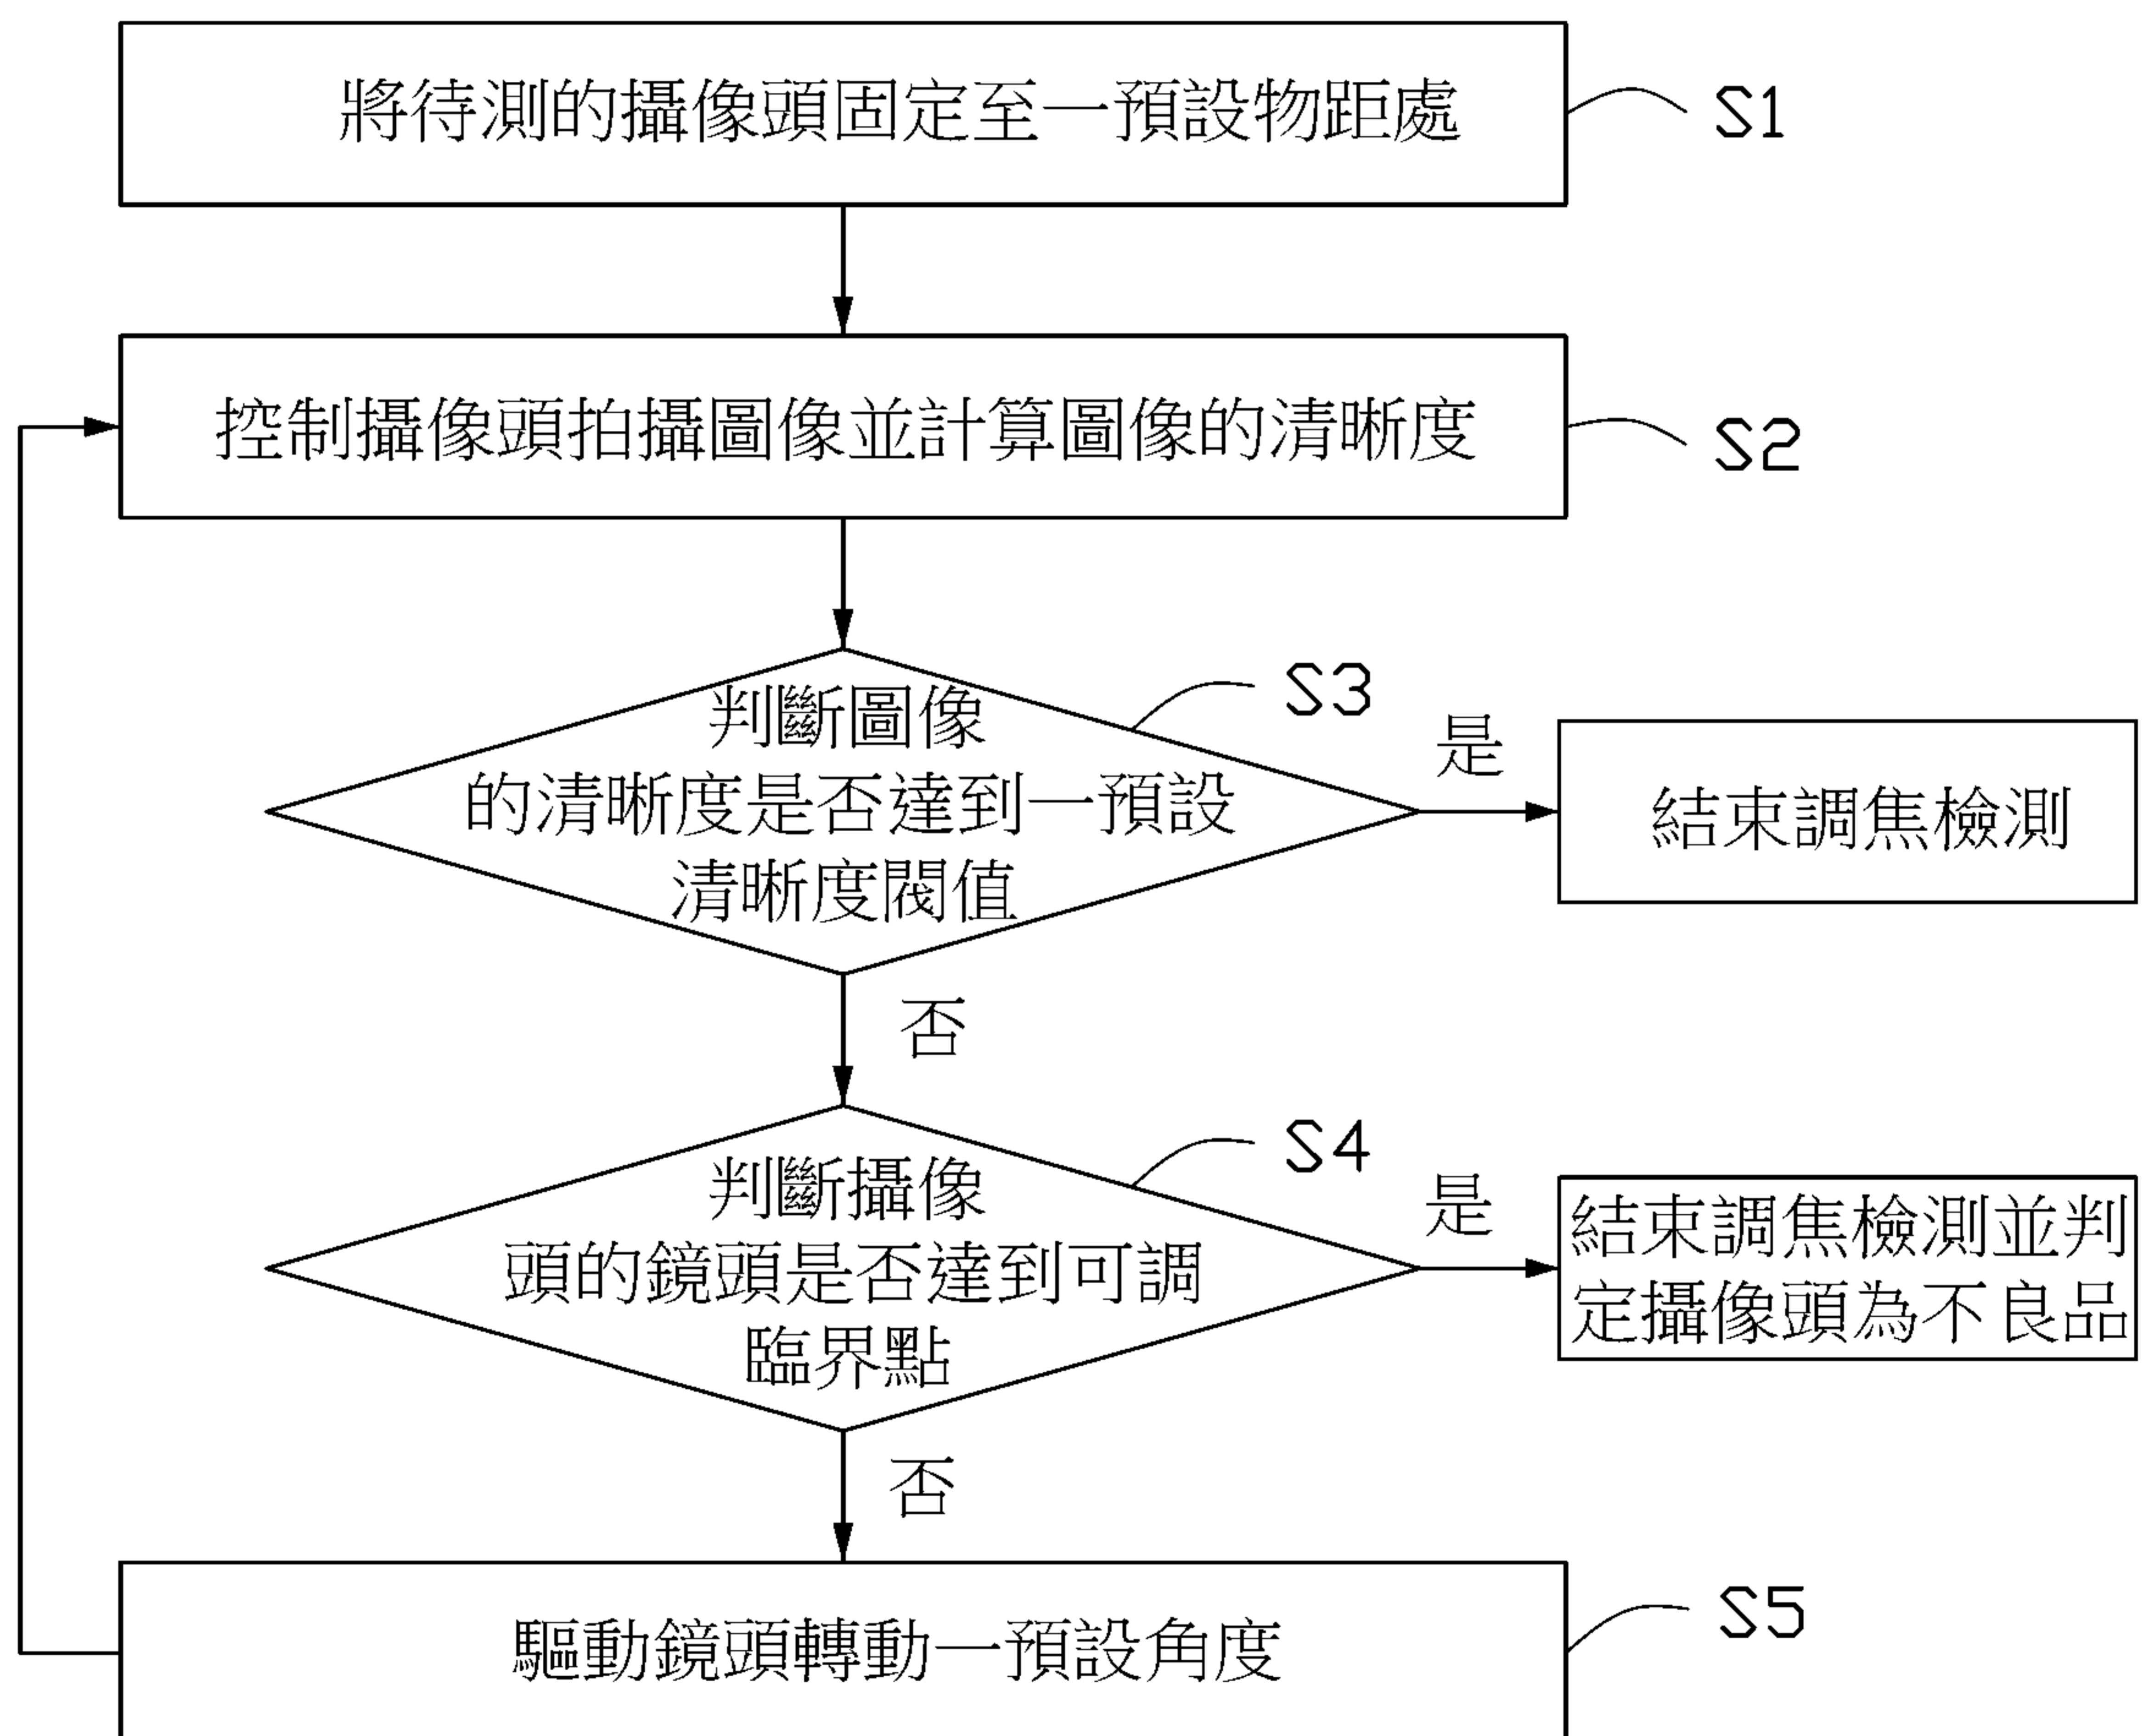 將待測的攝像頭固定至一預設物距處
S1
控制攝像頭拍攝圖像並計算圖像的清晰度
S2
判斷圖像
的清晰度是否達到一預設
清晰度閥值
S3
是
結束調焦檢測
否
判斷攝像
頭的鏡頭是否達到可調
臨界點
S4
是
結束調焦檢測並判
定攝像頭為不良品
否
驅動鏡頭轉動一預設角度
S5